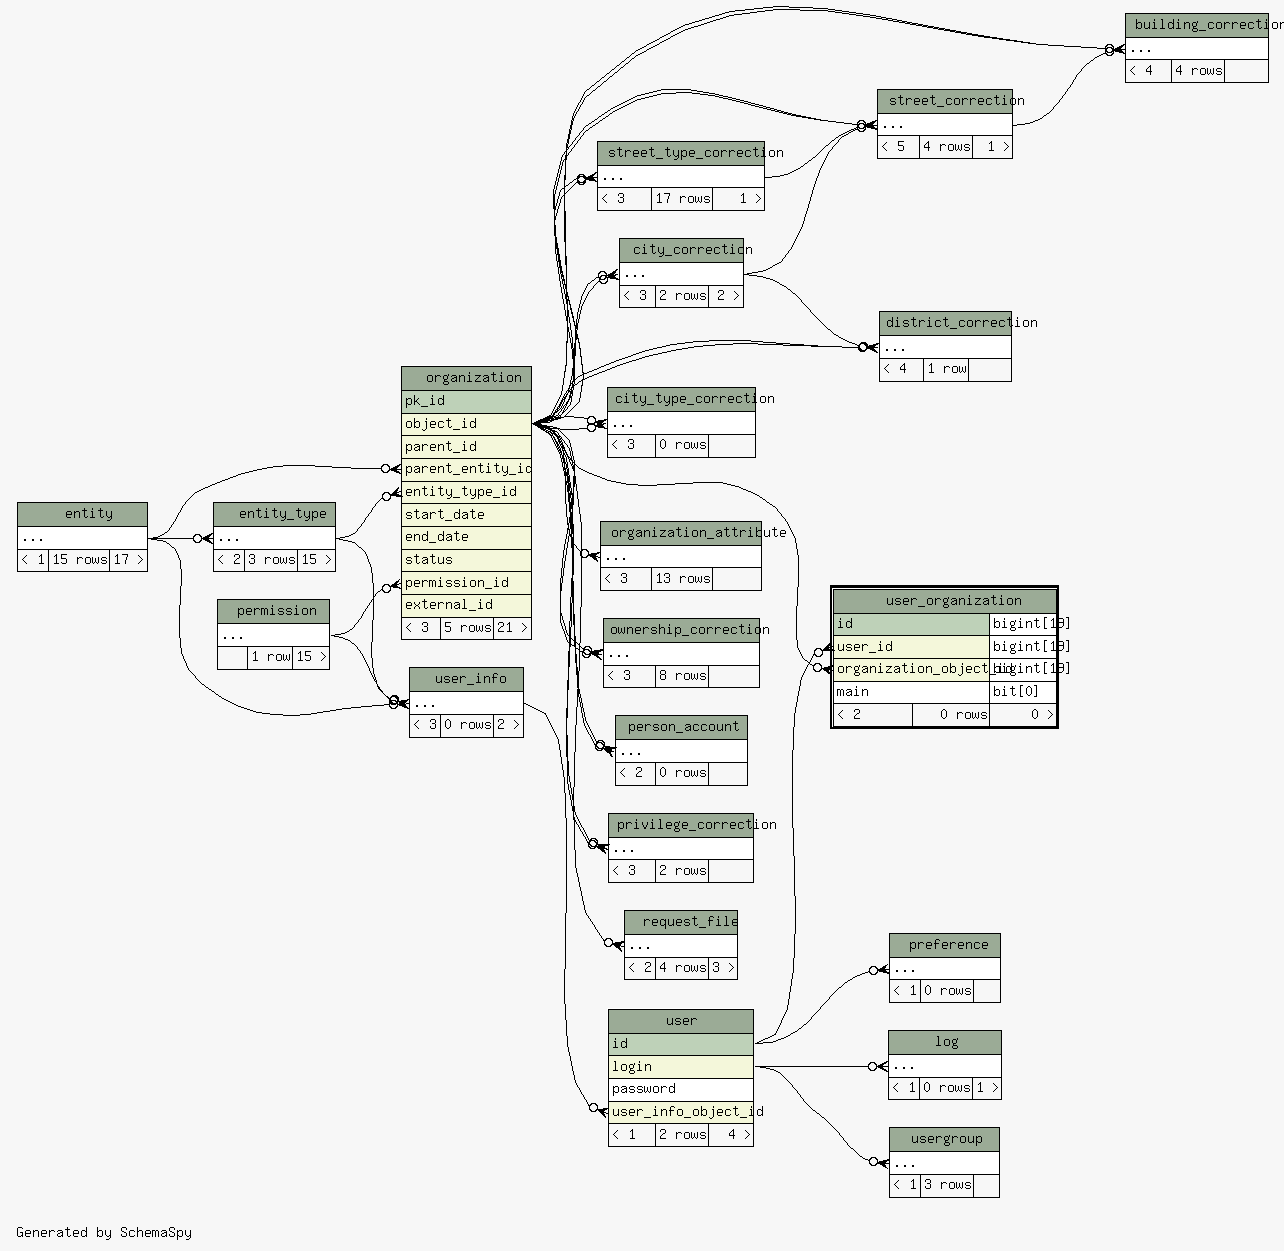 building_correction
...
< 4 4 rows
street_correction
...
< 5 4 rows 1 >
street_type_correction
...
< 3 17 rows 1 >
city_correction
...
< 3 2 rows 2 >
district_correction
...
< 4 1 row
organization
pk_id
object_id
parent_id
parent_entity_id
entity_type_id
start_date
end_date
status
permission_id
external_id
< 3 5 rows 21 >
city_type_correction
...
< 3 0 rows
entity
...
< 1 15 rows 17 >
entity_type
...
< 2 3 rows 15 >
permission
...
1 row 15 >
user_info
...
< 3 0 rows 2 >
organization_attribute
...
< 3 13 rows
ownership_correction
...
< 3 8 rows
user_organization
id bigint[19]
user_id bigint[19]
organization_object_id bigint[19]
main bit[0]
< 2 0 rows 0 >
person_account
...
< 2 0 rows
privilege_correction
...
< 3 2 rows
request_file
...
< 2 4 rows 3 >
user
id
login
password
user_info_object_id
< 1 2 rows 4 >
preference
...
< 1 0 rows
log
...
< 1 0 rows 1 >
usergroup
...
< 1 3 rows
Generated by SchemaSpy